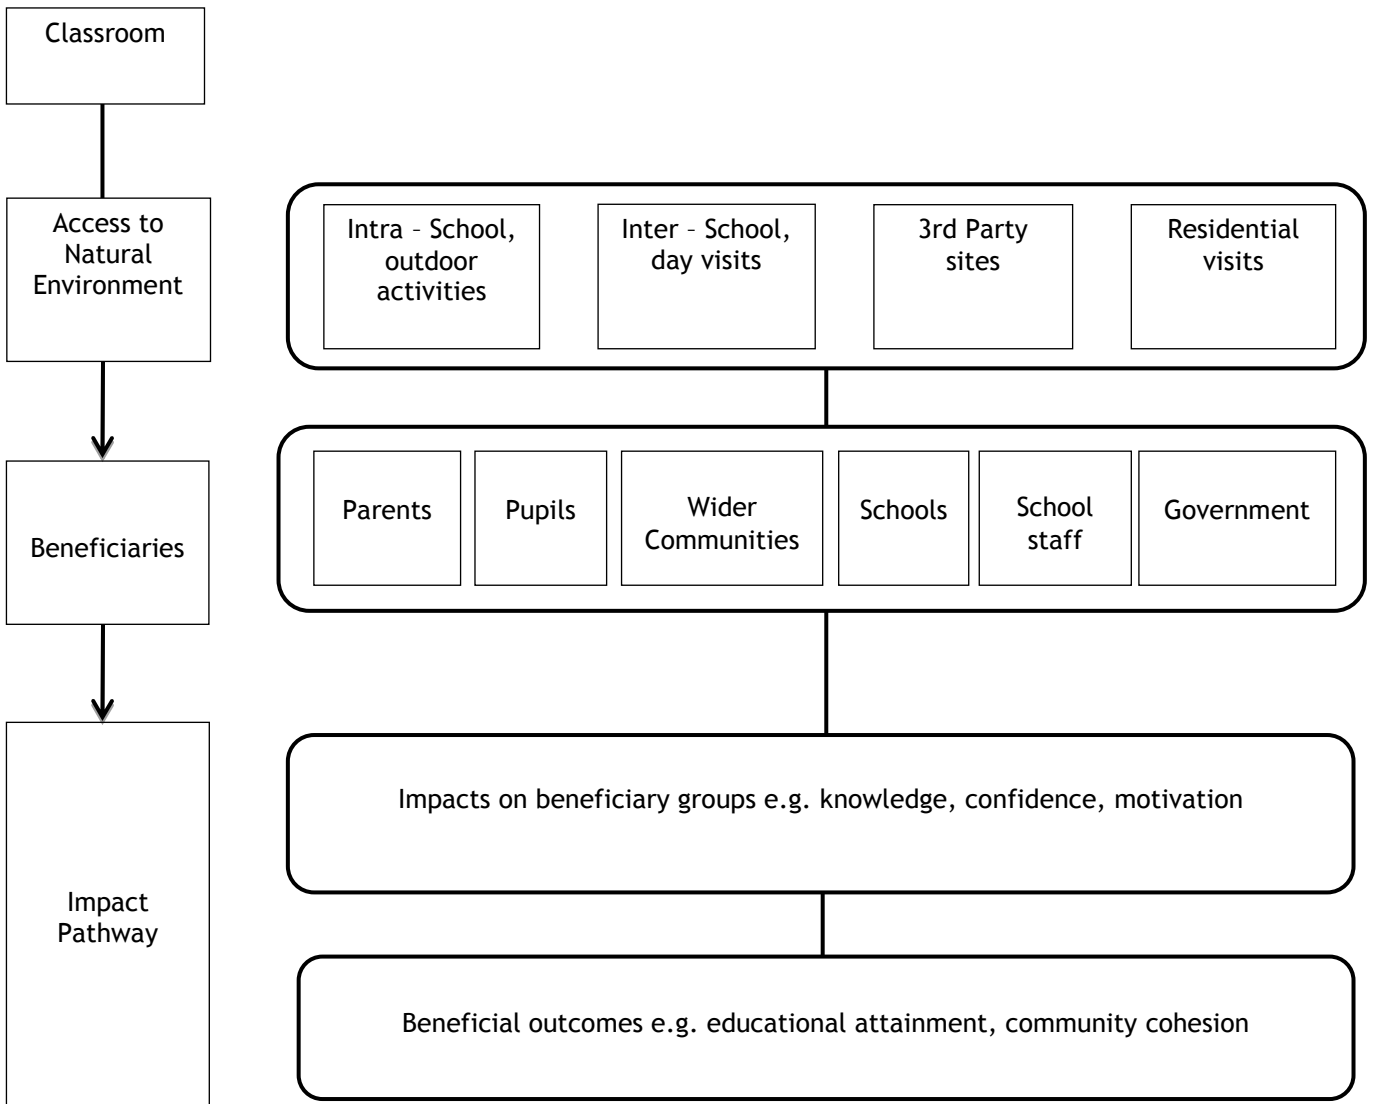 Classroom
Access to
Natural
Environment
Intra – School,
outdoor
activities
Inter – School,
day visits
3rd Party
sites
Residential
visits
Beneficiaries
Parents
Pupils
Wider
Communities
Schools
School
staff
Government
Impact
Pathway
Impacts on beneficiary groups e.g. knowledge, confidence, motivation
Beneficial outcomes e.g. educational attainment, community cohesion